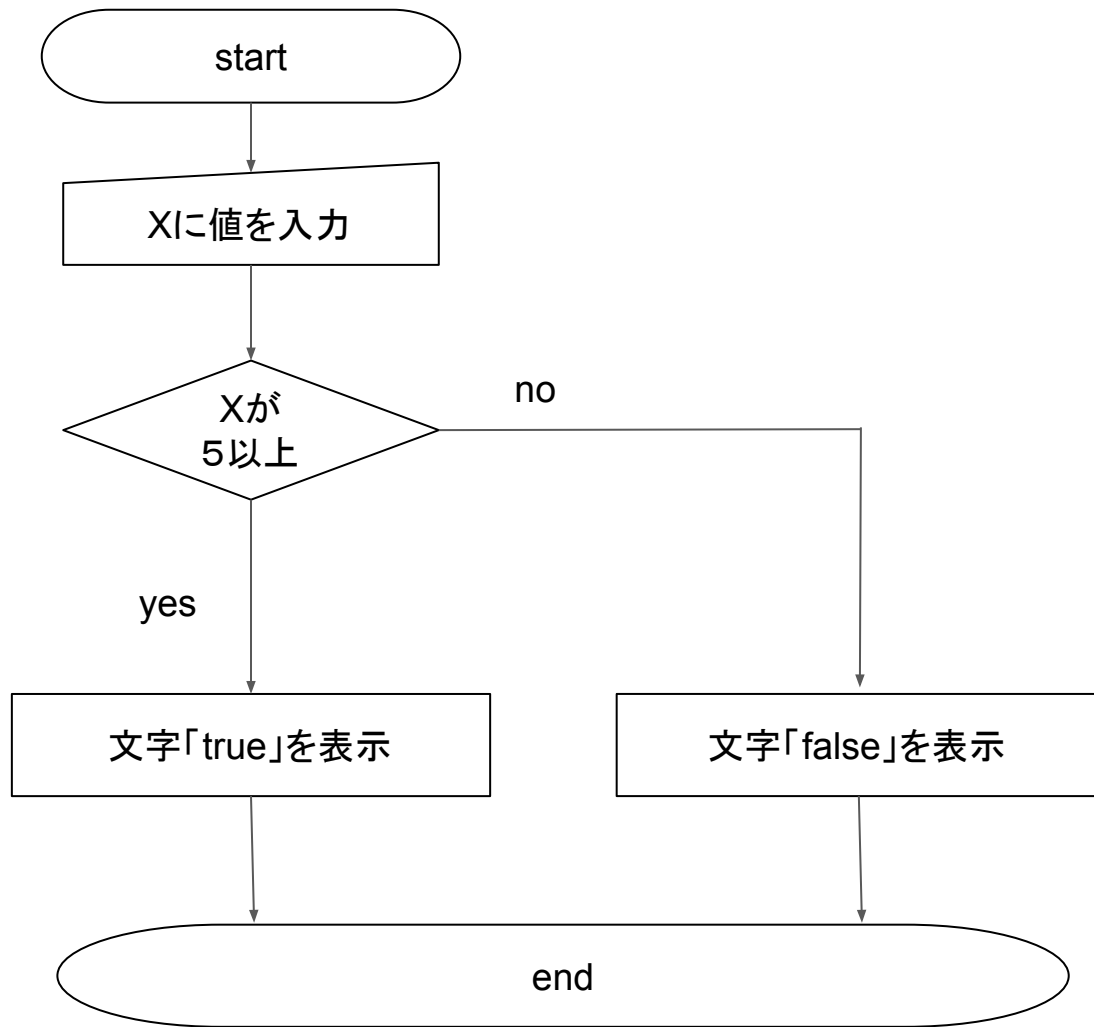 start
Xに値を入力
Xが
５以上
no
yes
文字「true」を表示
文字「false」を表示
end